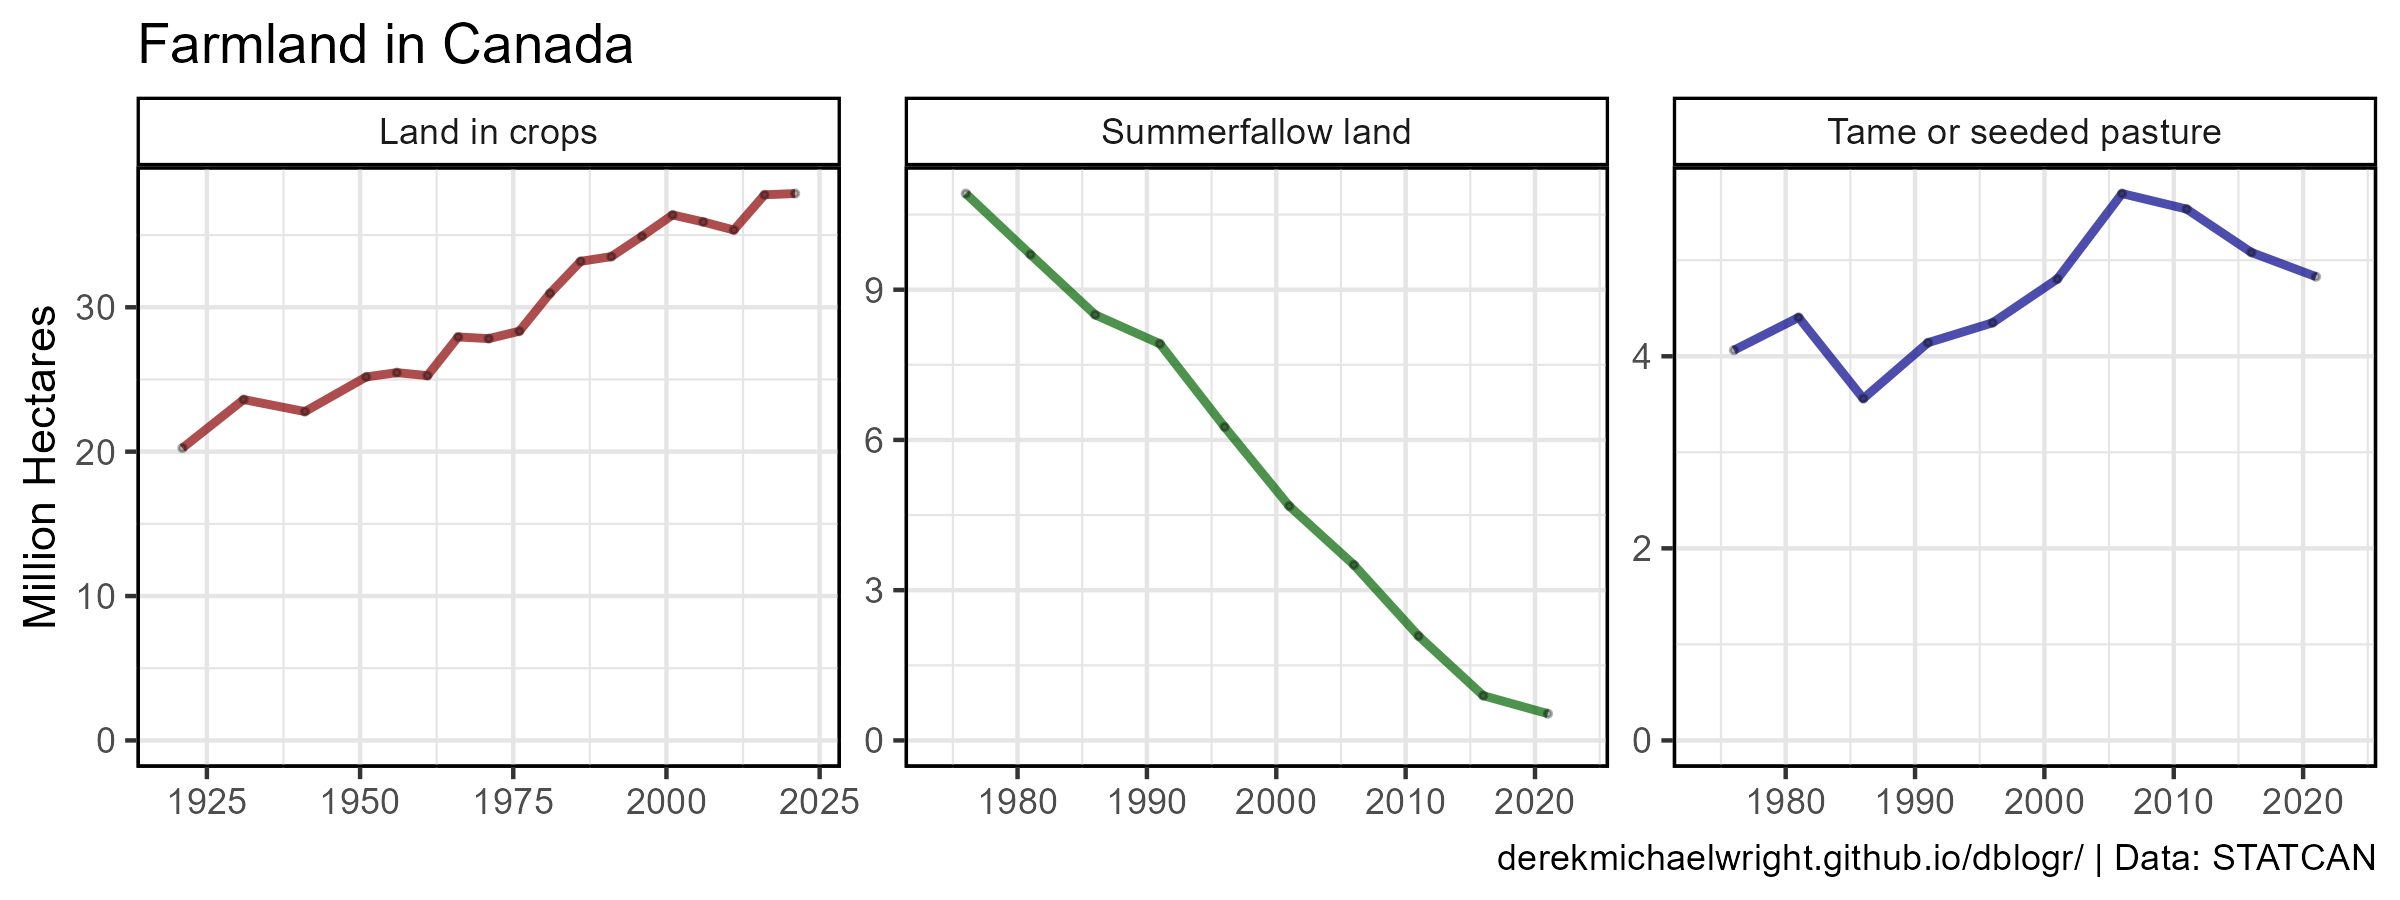 Farmland in Canada
Land in crops
Summerfallow land
Tame or seeded pasture
Million Hectares
30
20
10
0
9
6
3
0
4
2
0
1925 1950 1975 2000 2025
1980 1990 2000 2010 2020
1980 1990 2000 2010 2020
derekmichaelwright.github.io/dblogr/ | Data: STATCAN